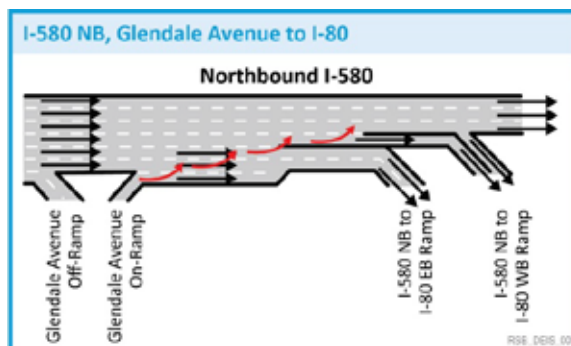 I-580 NB, Glendale Avenue to I-80
Northbound I-580
Glendale Avenue
Off-Ramp
Glendale Avenue
On-Ramp
I-580 NB to
I-80 EB Ramp
I-580 NB to
I-80 WB Ramp